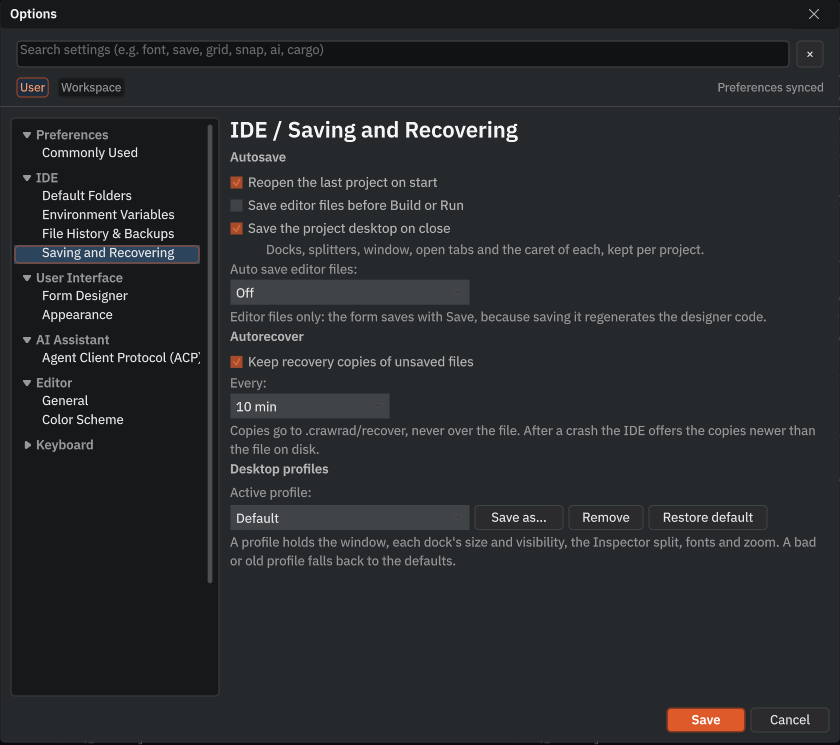 Options
Search settings (e.g. font, save, grid, snap, ai, cargo)
×
User
Workspace
Preferences synced
Preferences
Commonly Used
IDE
Default Folders
Environment Variables
File History & Backups
Saving and Recovering
User Interface
Form Designer
Appearance
AI Assistant
Agent Client Protocol (ACP)
Editor
General
Color Scheme
Keyboard
IDE / Saving and Recovering
Autosave
Reopen the last project on start
Save editor files before Build or Run
Save the project desktop on close
Docks, splitters, window, open tabs and the caret of each, kept per project.
Auto save editor files:
Off
Editor files only: the form saves with Save, because saving it regenerates the designer code.
Autorecover
Keep recovery copies of unsaved files
Every:
10 min
Copies go to .crawrad/recover, never over the file. After a crash the IDE offers the copies newer than
the file on disk.
Desktop profiles
Active profile:
Default
Save as...
Remove
Restore default
A profile holds the window, each dock's size and visibility, the Inspector split, fonts and zoom. A bad
or old profile falls back to the defaults.
Save
Cancel